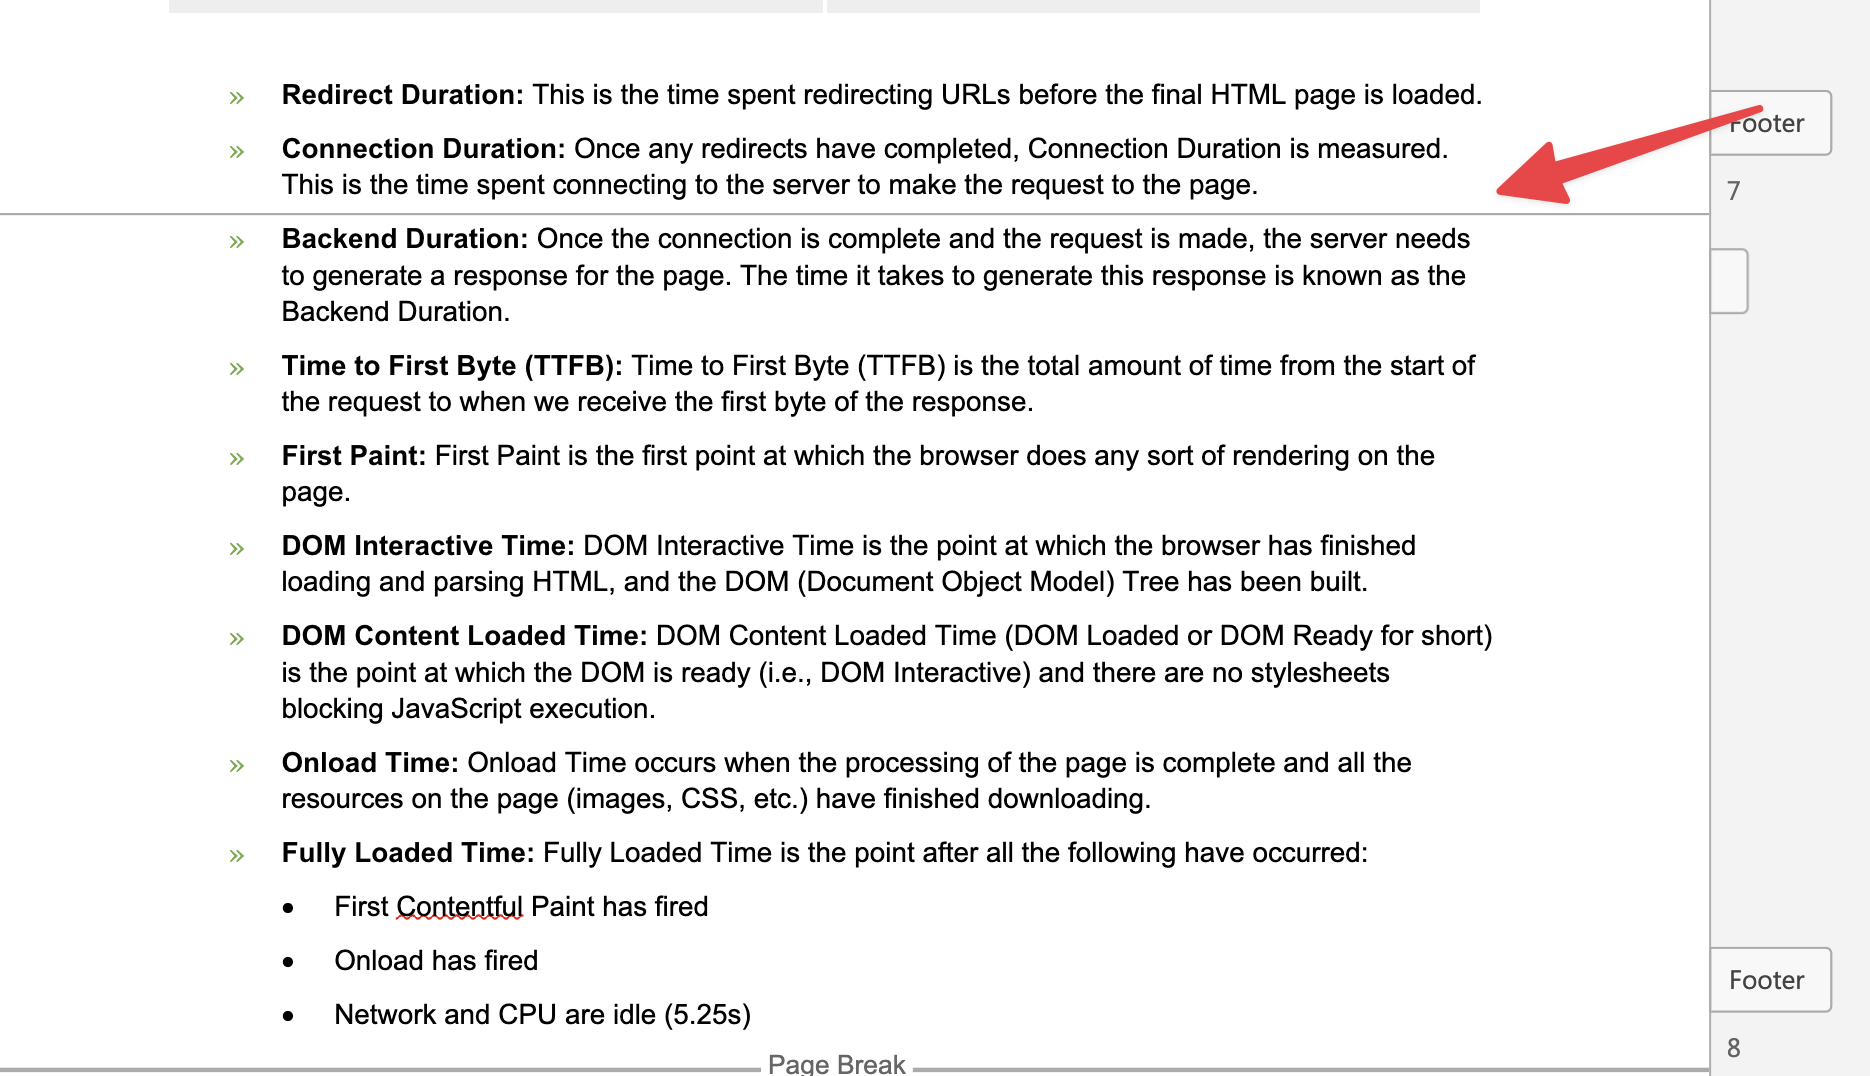 » Redirect Duration: This is the time spent redirecting URLs before the final HTML page is loaded.
Footer
» Connection Duration: Once any redirects have completed, Connection Duration is measured.
This is the time spent connecting to the server to make the request to the page.
7
» Backend Duration: Once the connection is complete and the request is made, the server needs
to generate a response for the page. The time it takes to generate this response is known as the
Backend Duration.
» Time to First Byte (TTFB): Time to First Byte (TTFB) is the total amount of time from the start of
the request to when we receive the first byte of the response.
» First Paint: First Paint is the first point at which the browser does any sort of rendering on the
page.
» DOM Interactive Time: DOM Interactive Time is the point at which the browser has finished
loading and parsing HTML, and the DOM (Document Object Model) Tree has been built.
» DOM Content Loaded Time: DOM Content Loaded Time (DOM Loaded or DOM Ready for short)
is the point at which the DOM is ready (i.e., DOM Interactive) and there are no stylesheets
blocking JavaScript execution.
» Onload Time: Onload Time occurs when the processing of the page is complete and all the
resources on the page (images, CSS, etc.) have finished downloading.
» Fully Loaded Time: Fully Loaded Time is the point after all the following have occurred:
• First Contentful Paint has fired
• Onload has fired
Footer
• Network and CPU are idle (5.25s)
8
Page Break